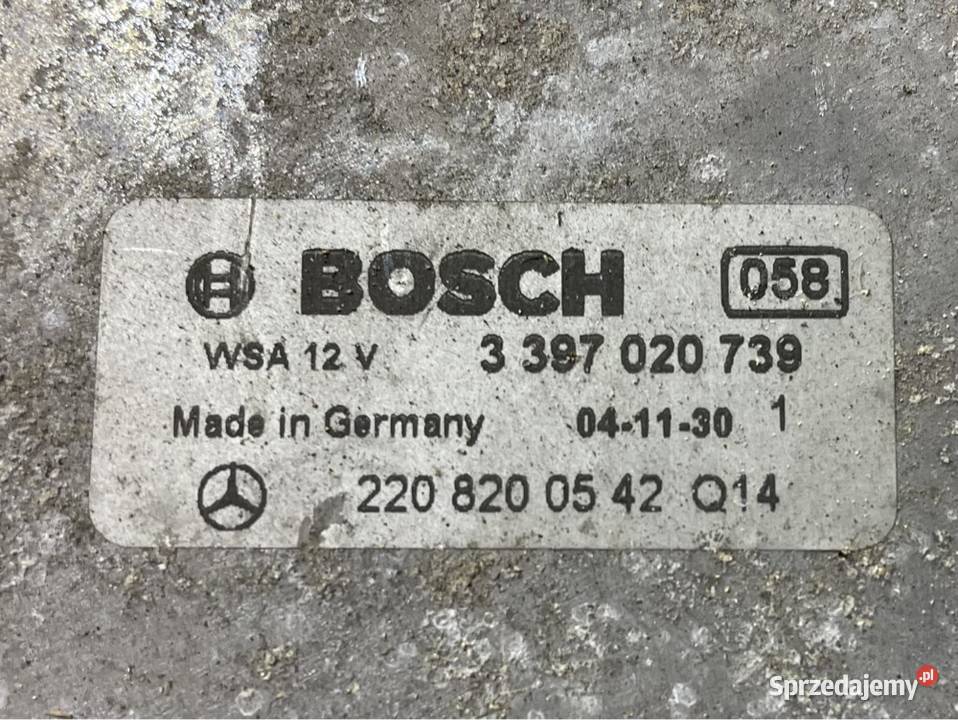 BOSCH 058
WSA 12 V 3 397 020 739
Made in Germany 04-11-30 1
220 820 05 42 Q14
Sprzedajemy.pl